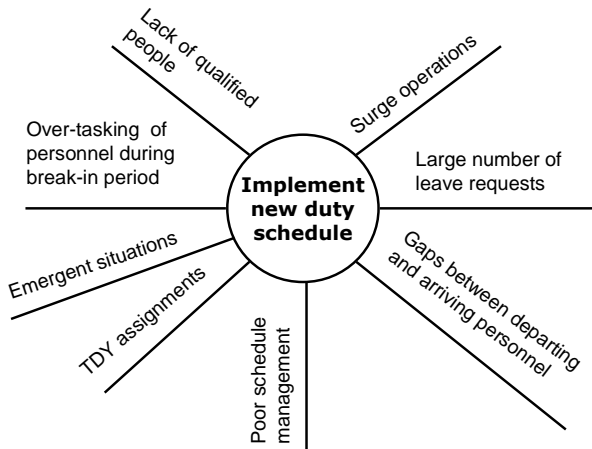 Lack of qualified
people
Surge operations
Over-tasking of
personnel during
break-in period
Implement
new duty
schedule
Large number of
leave requests
Emergent situations
TDY assignments
Poor schedule
management
Gaps between departing
and arriving personnel